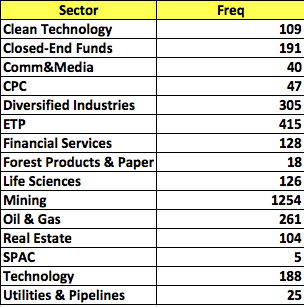 Sector Freq
Clean Technology 109
Closed-End Funds 191
Comm&Media 40
CPC 47
Diversified Industries 305
ETP 415
Financial Services 128
Forest Products & Paper 18
Life Sciences 126
Mining 1254
Oil & Gas 261
Real Estate 104
SPAC 5
Technology 188
Utilities & Pipelines 25